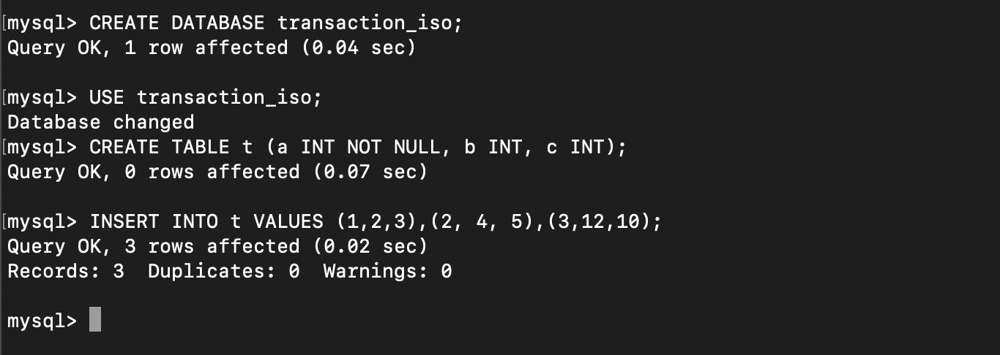 [mysql> CREATE DATABASE transaction_iso;
Query OK, 1 row affected (0.04 sec)
[mysql> USE transaction_iso;
Database changed
[mysql> CREATE TABLE t (a INT NOT NULL, b INT, c INT);
Query OK, 0 rows affected (0.07 sec)
[mysql> INSERT INTO t VALUES (1,2,3),(2, 4, 5),(3,12,10);
Query OK, 3 rows affected (0.02 sec)
Records: 3  Duplicates: 0  Warnings: 0
mysql>